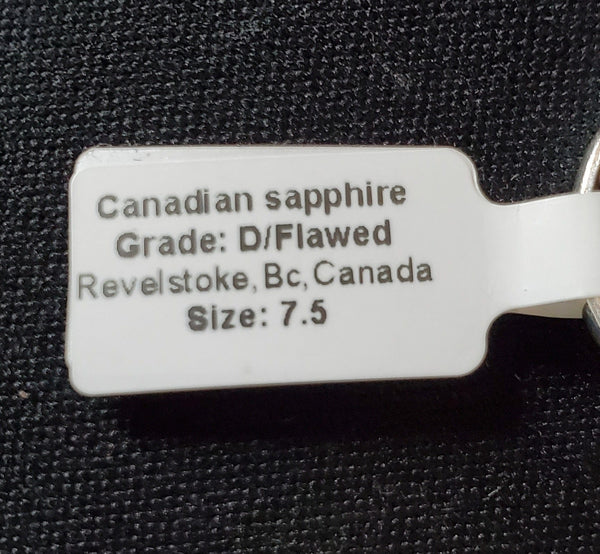 Canadian sapphire
Grade: D/Flawed
Revelstoke, Bc, Canada
Size: 7.5